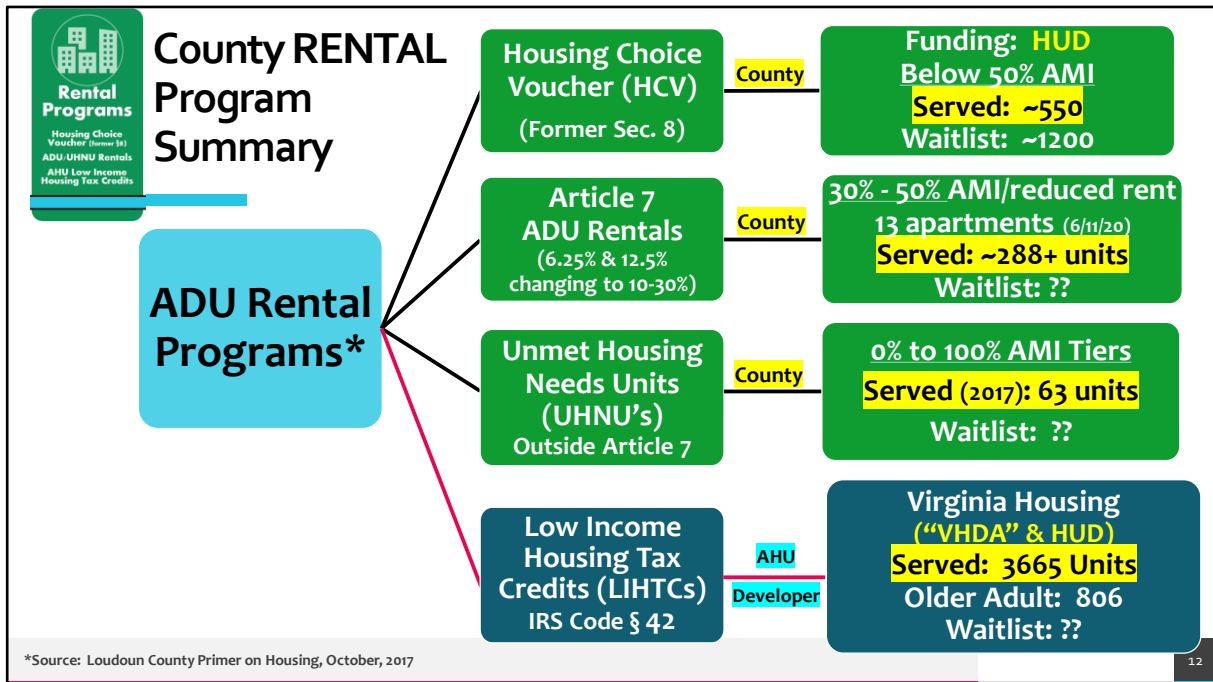 Rental
Programs
Housing Choice
Voucher (former §8)
ADU/UHNU Rentals
AHU Low Income
Housing Tax Credits
County RENTAL
Program
Summary
ADU Rental
Programs*
Housing Choice
Voucher (HCV)
(Former Sec. 8)
County
Funding: HUD
Below 50% AMI
Served: ~550
Waitlist: ~1200
Article 7
ADU Rentals
(6.25% & 12.5%
changing to 10-30%)
County
30% - 50% AMI/reduced rent
13 apartments (6/11/20)
Served: ~288+ units
Waitlist: ??
Unmet Housing
Needs Units
(UHNU’s)
Outside Article 7
County
0% to 100% AMI Tiers
Served (2017): 63 units
Waitlist: ??
Low Income
Housing Tax
Credits (LIHTCs)
IRS Code § 42
AHU
Developer
Virginia Housing
(“VHDA” & HUD)
Served: 3665 Units
Older Adult: 806
Waitlist: ??
*Source: Loudoun County Primer on Housing, October, 2017
12